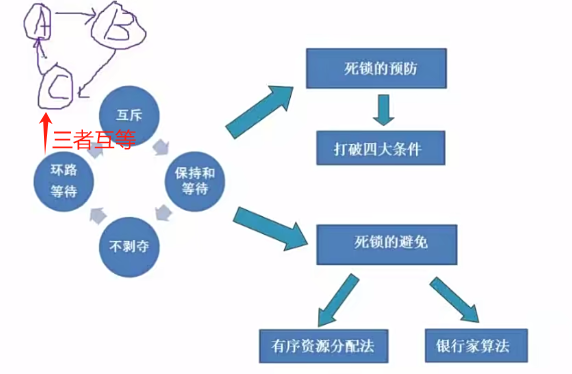 A
B
C
三者互等
互斥
保持和
等待
不剥夺
环路
等待
死锁的预防
打破四大条件
死锁的避免
有序资源分配法
银行家算法